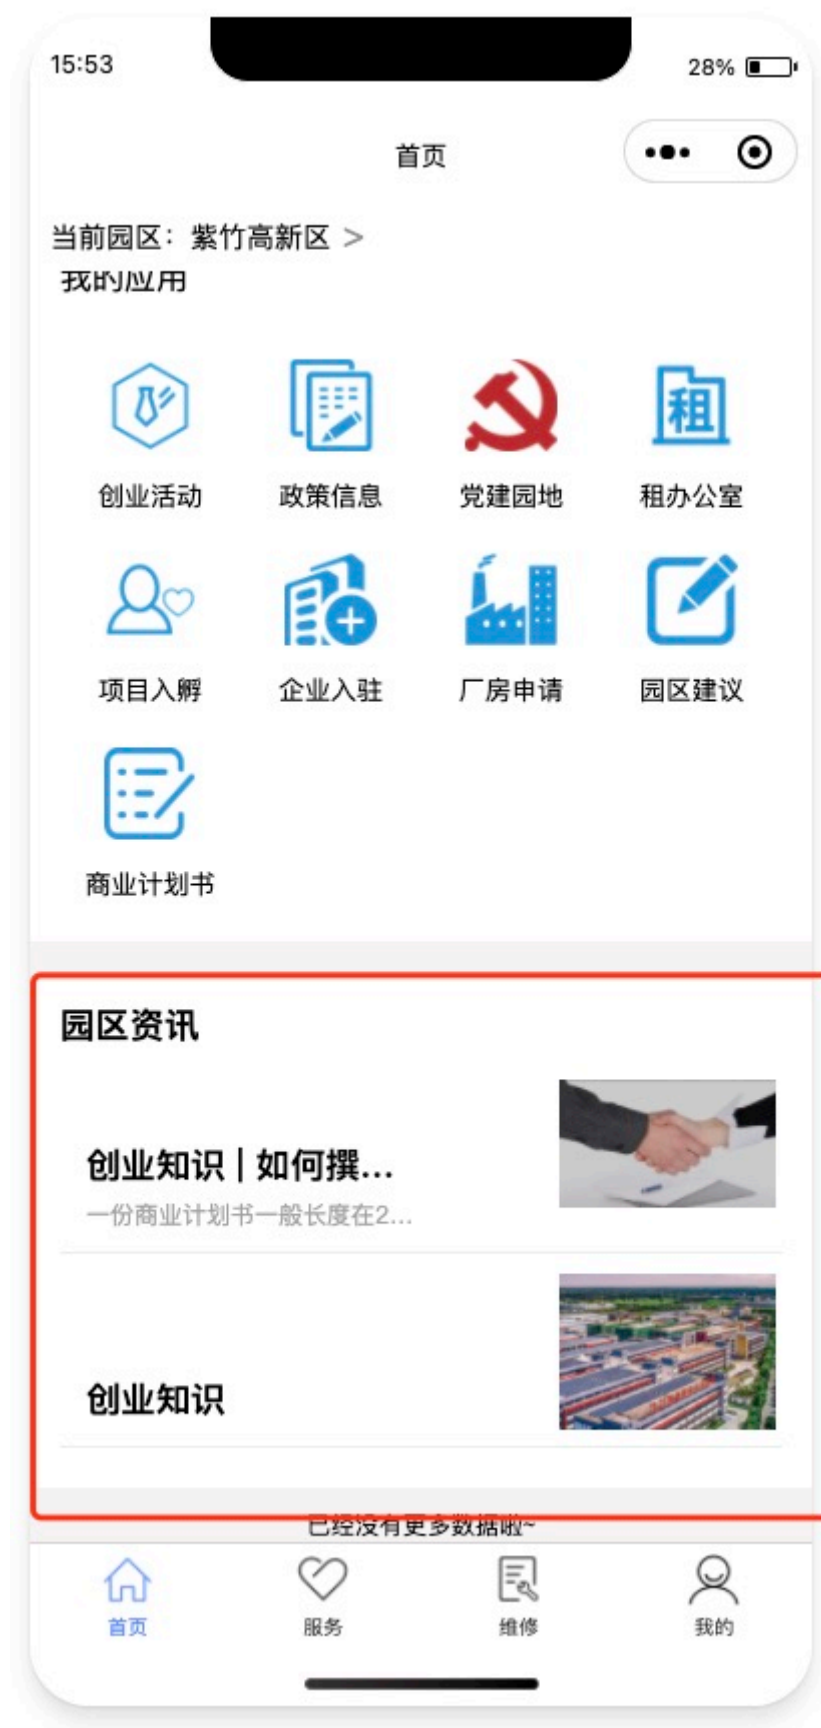 15:53 28%
首页
当前园区：紫竹高新区 >
我的应用
创业活动 政策信息 党建园地 租办公室
项目入孵 企业入驻 厂房申请 园区建议
商业计划书
园区资讯
创业知识 | 如何撰...
一份商业计划书一般长度在2...
创业知识
已经没有更多数据啦~
首页 服务 维修 我的